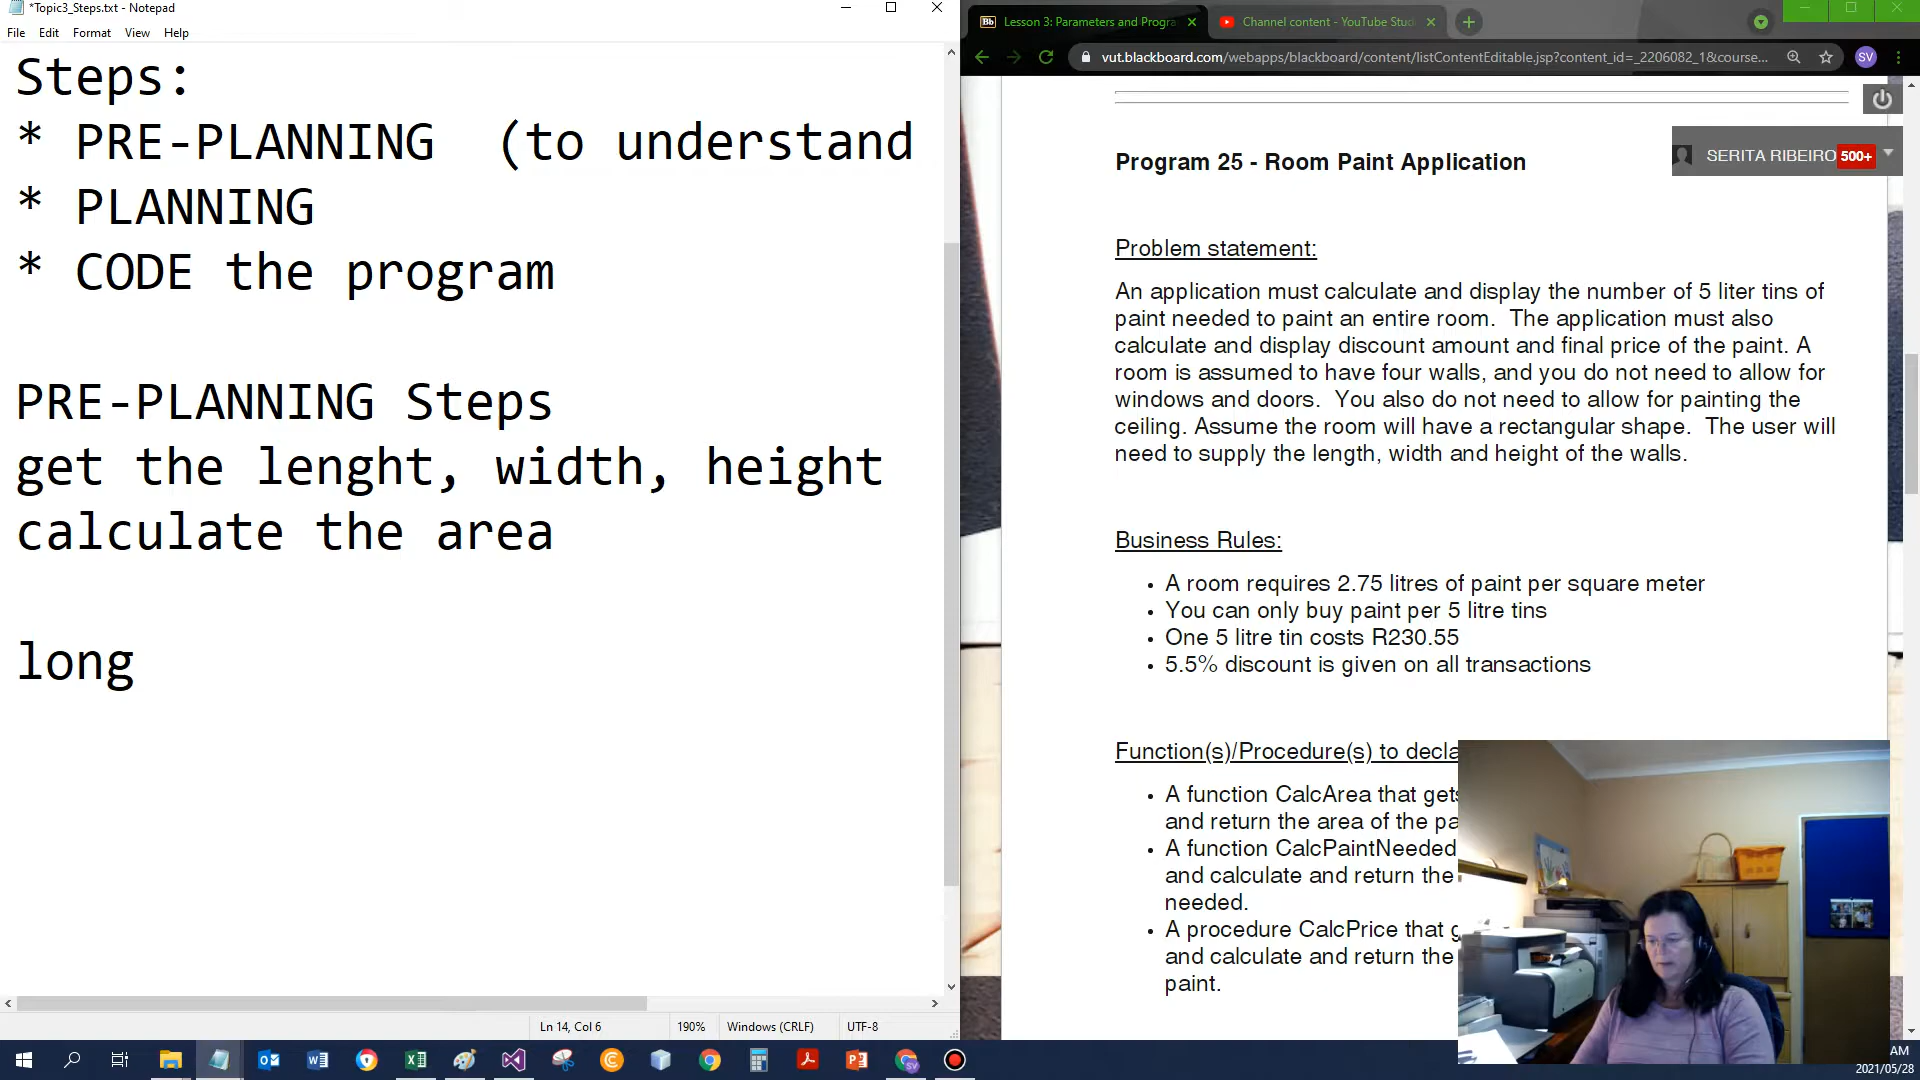 *Topic3_Steps.txt - Notepad
File Edit Format View Help
Steps:
* PRE-PLANNING  (to understand
* PLANNING
* CODE the program
PRE-PLANNING Steps
get the lenght, width, height
calculate the area
long
Ln 14, Col 6
190%
Windows (CRLF)
UTF-8
Bb
Lesson 3: Parameters and Progra
Channel content - YouTube Stud
vut.blackboard.com/webapps/blackboard/content/listContentEditable.jsp?content_id=_2206082_1&course...
SV
SERITA RIBEIRO 500+
Program 25 - Room Paint Application
Problem statement:
An application must calculate and display the number of 5 liter tins of
paint needed to paint an entire room.  The application must also
calculate and display discount amount and final price of the paint. A
room is assumed to have four walls, and you do not need to allow for
windows and doors.  You also do not need to allow for painting the
ceiling. Assume the room will have a rectangular shape.  The user will
need to supply the length, width and height of the walls.
Business Rules:
• A room requires 2.75 litres of paint per square meter
• You can only buy paint per 5 litre tins
• One 5 litre tin costs R230.55
• 5.5% discount is given on all transactions
Function(s)/Procedure(s) to decla
• A function CalcArea that gets
and return the area of the pa
• A function CalcPaintNeeded
and calculate and return the
needed.
• A procedure CalcPrice that g
and calculate and return the
paint.
AM
2021/05/28